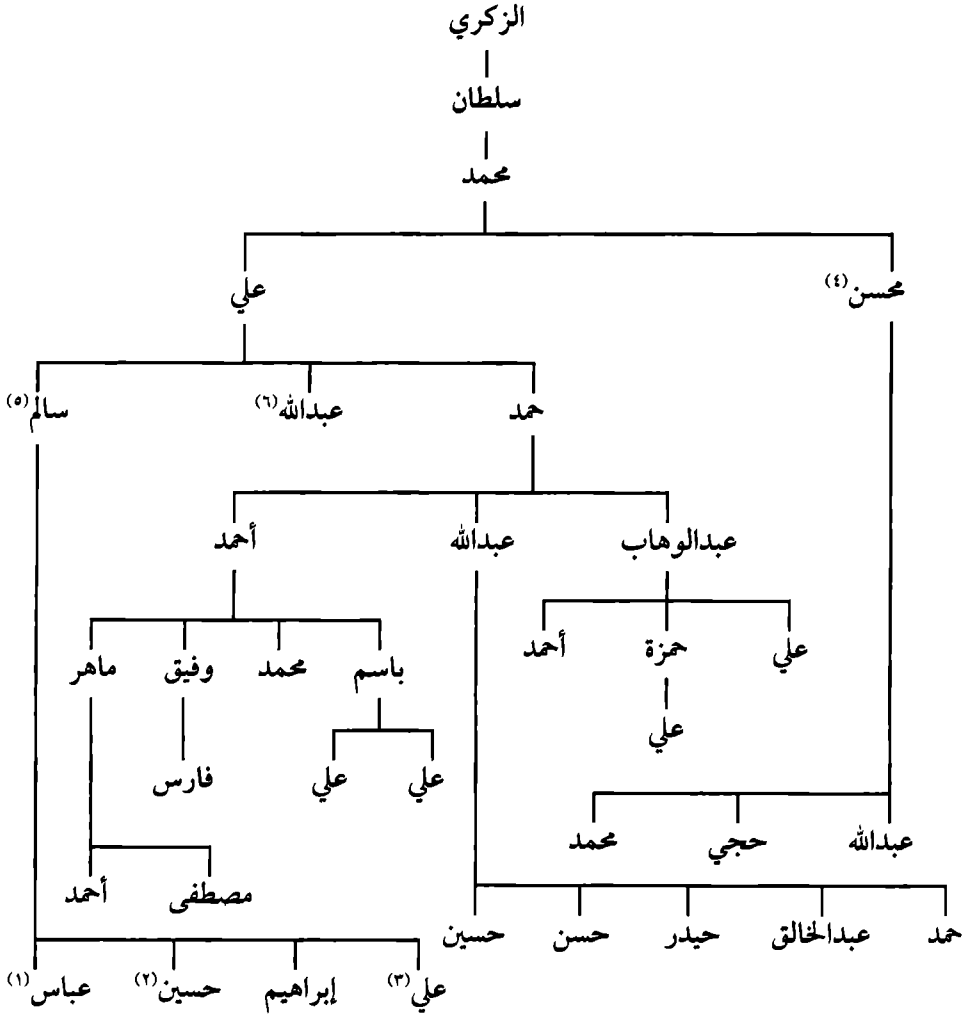 الزكري
سلطان
محمد
محسن(٤) علي
حمد عبدالله(٦) سالم(٥)
عبدالوهاب عبدالله أحمد
علي حمزة أحمد باسم محمد وفيق ماهر
علي
علي علي فارس
عبدالله حجي محمد
مصطفى أحمد
حمد عبدالخالق حيدر حسن حسين
علي(٣) إبراهيم حسين(٢) عباس(١)